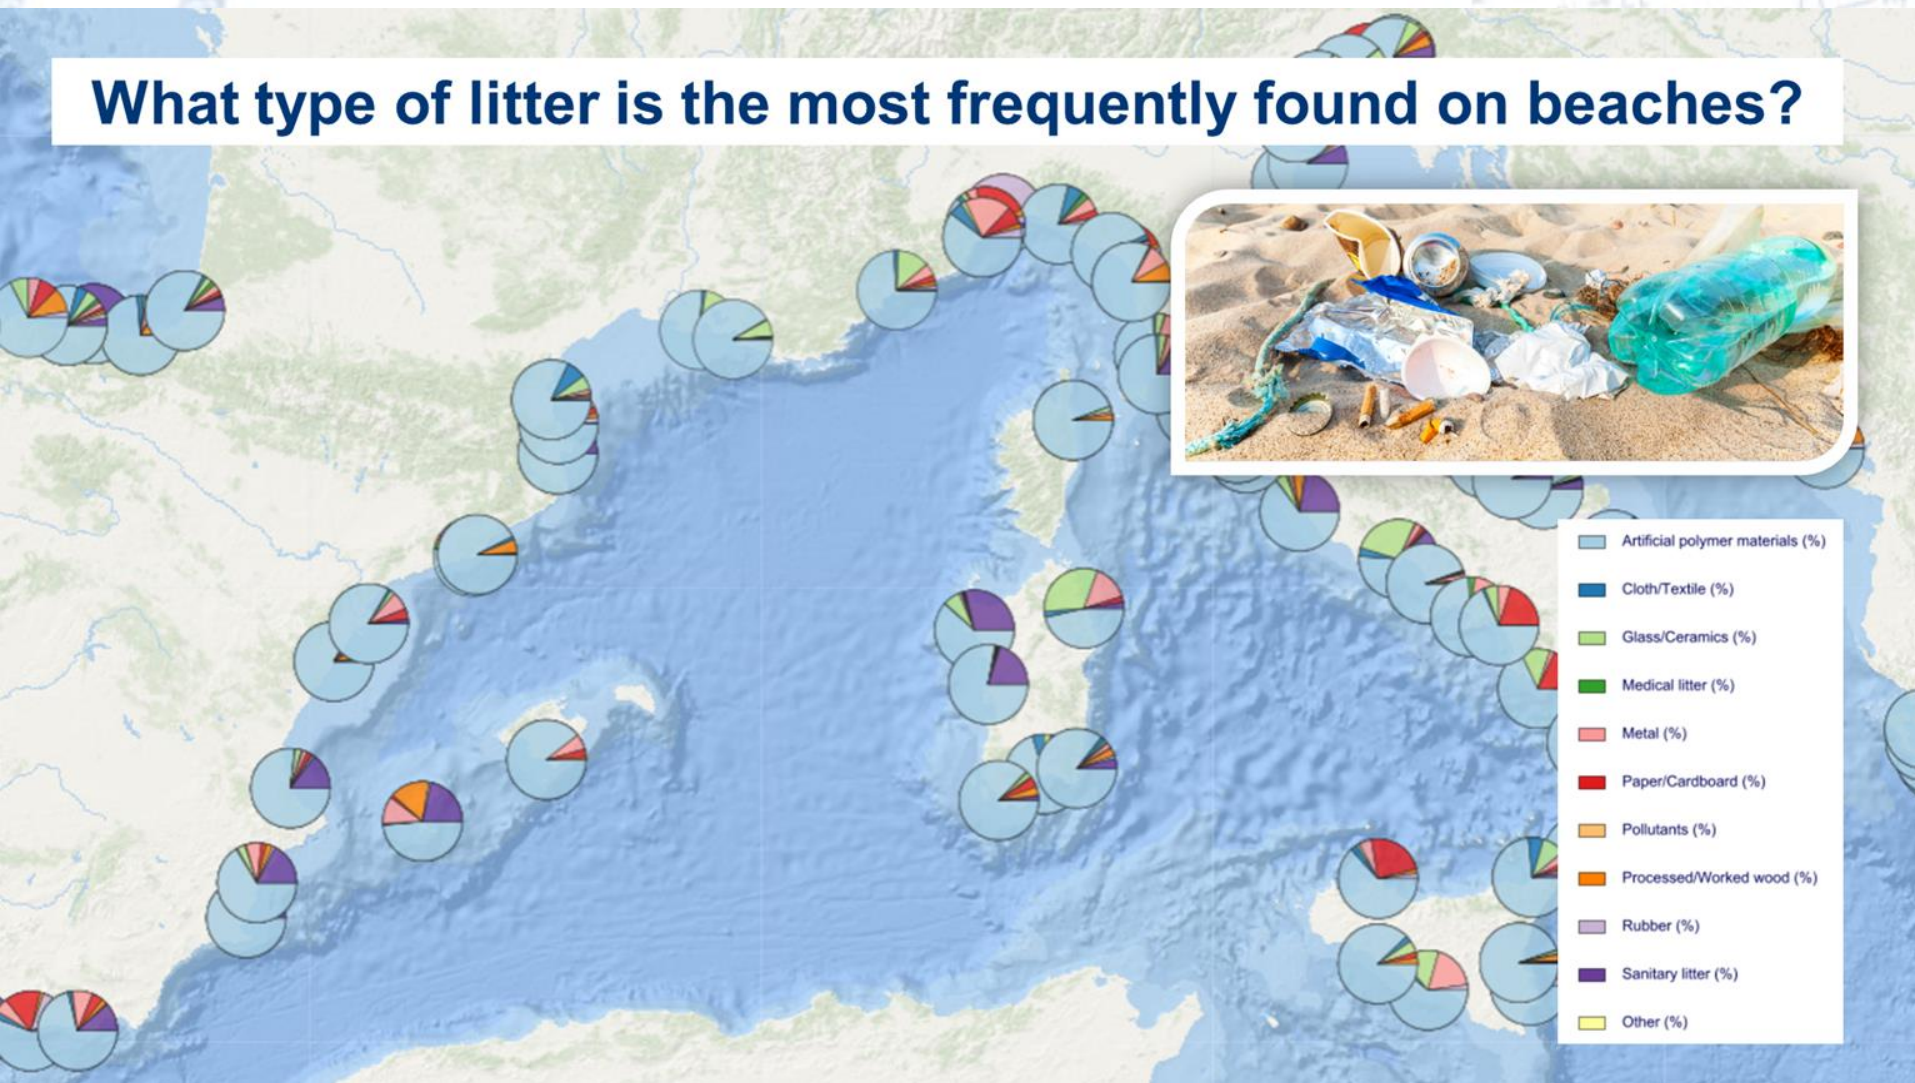 What type of litter is the most frequently found on beaches?
Artificial polymer materials (%)
Cloth/Textile (%)
Glass/Ceramics (%)
Medical litter (%)
Metal (%)
Paper/Cardboard (%)
Pollutants (%)
Processed/Worked wood (%)
Rubber (%)
Sanitary litter (%)
Other (%)